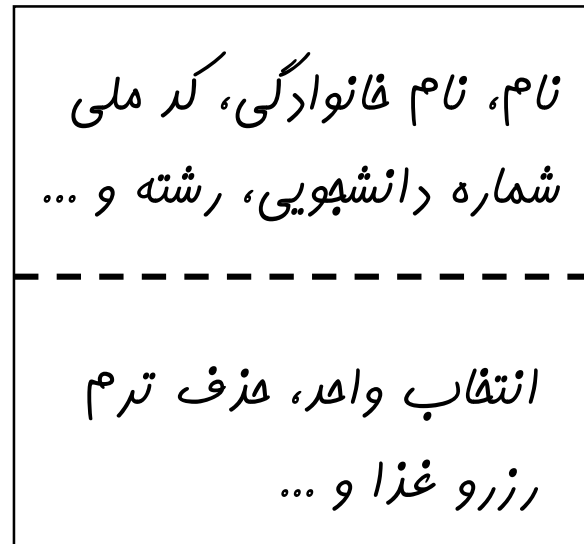 نام، نام خانوادگی، کد ملی
شماره دانشجویی، رشته و ...
انتخاب واحد، حذف ترم
رزرو غذا و ...